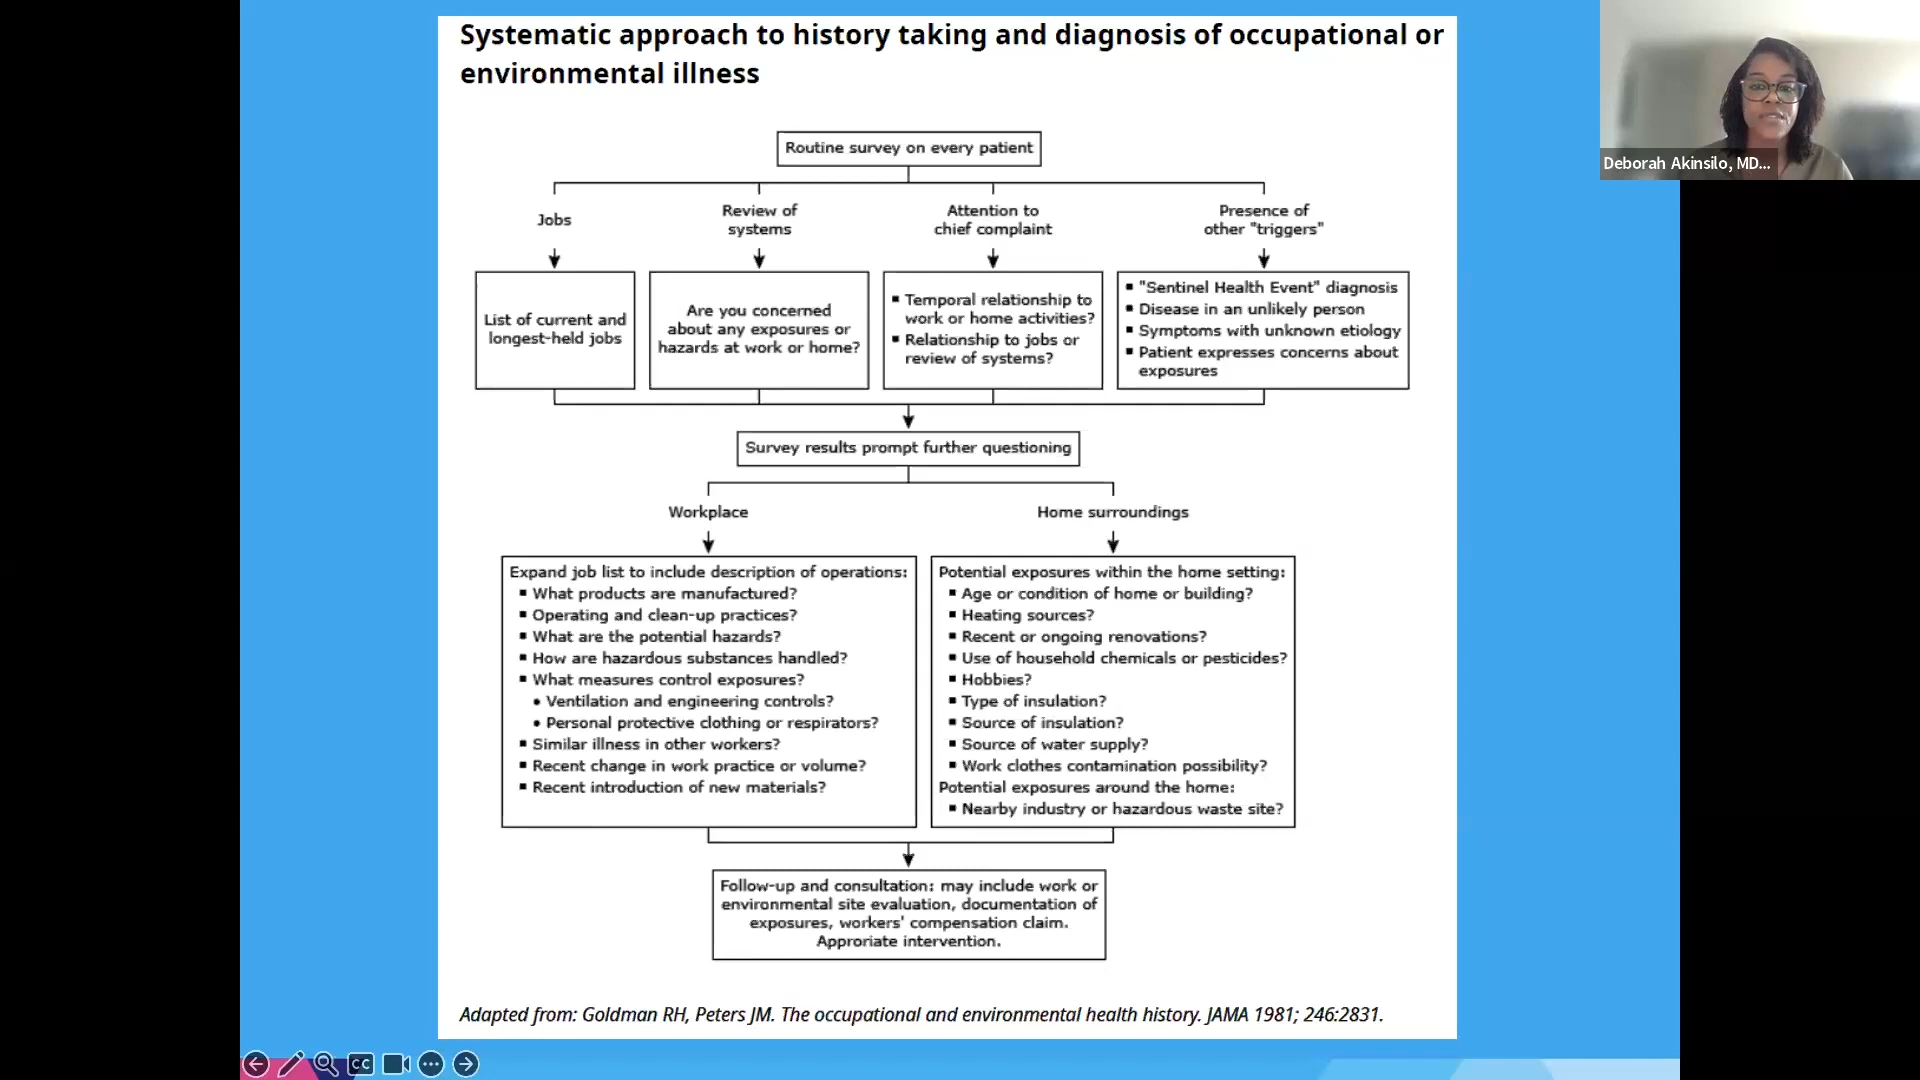 Systematic approach to history taking and diagnosis of occupational or
environmental illness
Deborah Akinsilo, MD...
Routine survey on every patient
Jobs
Review of
systems
Attention to
chief complaint
Presence of
other "triggers"
List of current and
longest-held jobs
Are you concerned
about any exposures or
hazards at work or home?
▪ Temporal relationship to
work or home activities?
▪ Relationship to jobs or
review of systems?
▪ "Sentinel Health Event" diagnosis
▪ Disease in an unlikely person
▪ Symptoms with unknown etiology
▪ Patient expresses concerns about
exposures
Survey results prompt further questioning
Workplace
Home surroundings
Expand job list to include description of operations:
▪ What products are manufactured?
▪ Operating and clean-up practices?
▪ What are the potential hazards?
▪ How are hazardous substances handled?
▪ What measures control exposures?
• Ventilation and engineering controls?
• Personal protective clothing or respirators?
▪ Similar illness in other workers?
▪ Recent change in work practice or volume?
▪ Recent introduction of new materials?
Potential exposures within the home setting:
▪ Age or condition of home or building?
▪ Heating sources?
▪ Recent or ongoing renovations?
▪ Use of household chemicals or pesticides?
▪ Hobbies?
▪ Type of insulation?
▪ Source of insulation?
▪ Source of water supply?
▪ Work clothes contamination possibility?
Potential exposures around the home:
▪ Nearby industry or hazardous waste site?
Follow-up and consultation: may include work or
environmental site evaluation, documentation of
exposures, workers' compensation claim.
Approriate intervention.
Adapted from: Goldman RH, Peters JM. The occupational and environmental health history. JAMA 1981; 246:2831.
CC